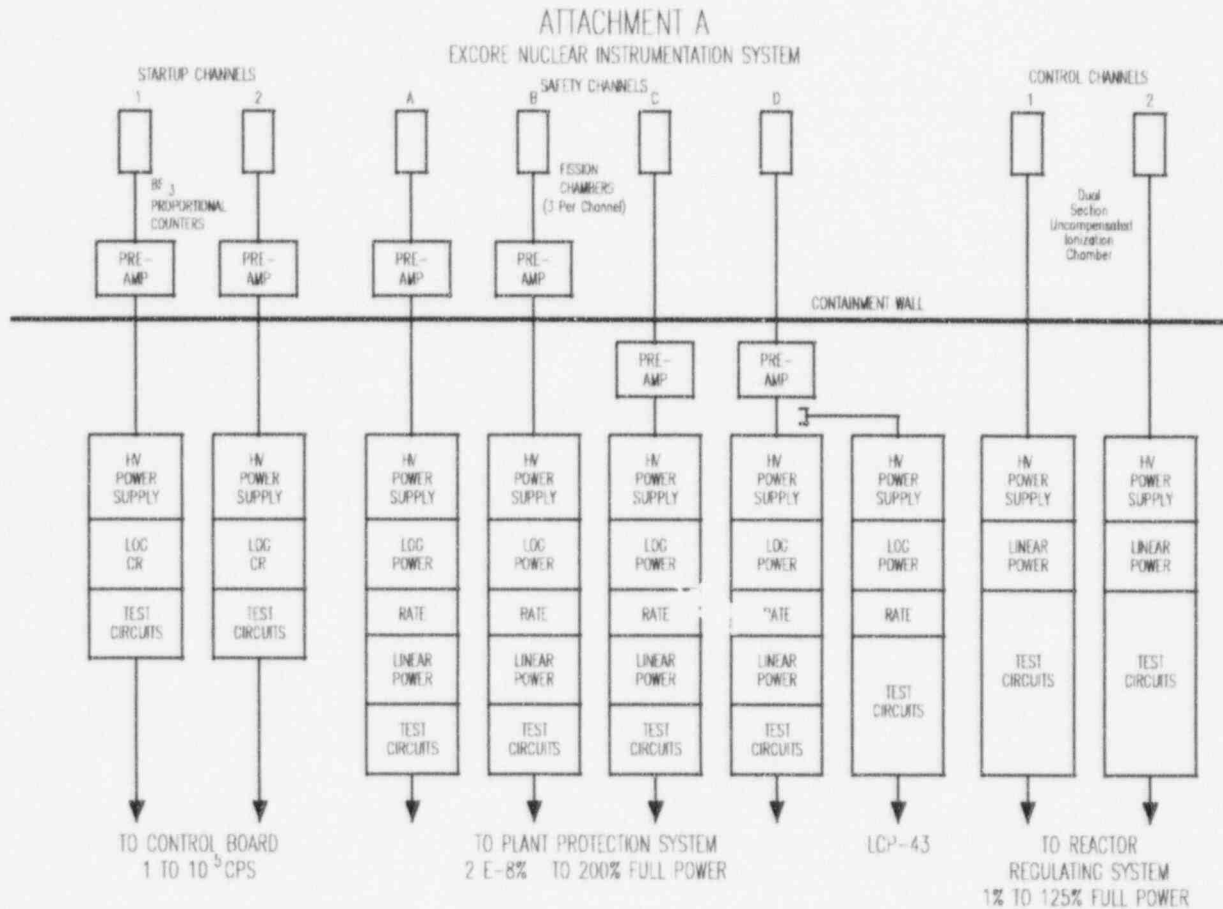 ATTACHMENT A
EXCORE NUCLEAR INSTRUMENTATION SYSTEM
STARTUP CHANNELS
1
2
SAFETY CHANNELS
A
B
C
D
CONTROL CHANNELS
1
2
BF3
PROPORTIONAL
COUNTERS
FISSION
CHAMBERS
(3 Per Channel)
Dual
Section
Uncompensated
Ionization
Chamber
PRE-
AMP
PRE-
AMP
PRE-
AMP
PRE-
AMP
CONTAINMENT WALL
PRE-
AMP
PRE-
AMP
HV
POWER
SUPPLY
LOG
CR
TEST
CIRCUITS
HV
POWER
SUPPLY
LOG
CR
TEST
CIRCUITS
HV
POWER
SUPPLY
LOG
POWER
RATE
LINEAR
POWER
TEST
CIRCUITS
HV
POWER
SUPPLY
LOG
POWER
RATE
LINEAR
POWER
TEST
CIRCUITS
HV
POWER
SUPPLY
LOG
POWER
RATE
LINEAR
POWER
TEST
CIRCUITS
HV
POWER
SUPPLY
LOG
POWER
RATE
LINEAR
POWER
TEST
CIRCUITS
HV
POWER
SUPPLY
LOG
POWER
RATE
TEST
CIRCUITS
HV
POWER
SUPPLY
LINEAR
POWER
TEST
CIRCUITS
HV
POWER
SUPPLY
LINEAR
POWER
TEST
CIRCUITS
TO CONTROL BOARD
1 TO 10^5 CPS
TO PLANT PROTECTION SYSTEM
2 E-8% TO 200% FULL POWER
LCP-43
TO REACTOR
REGULATING SYSTEM
1% TO 125% FULL POWER